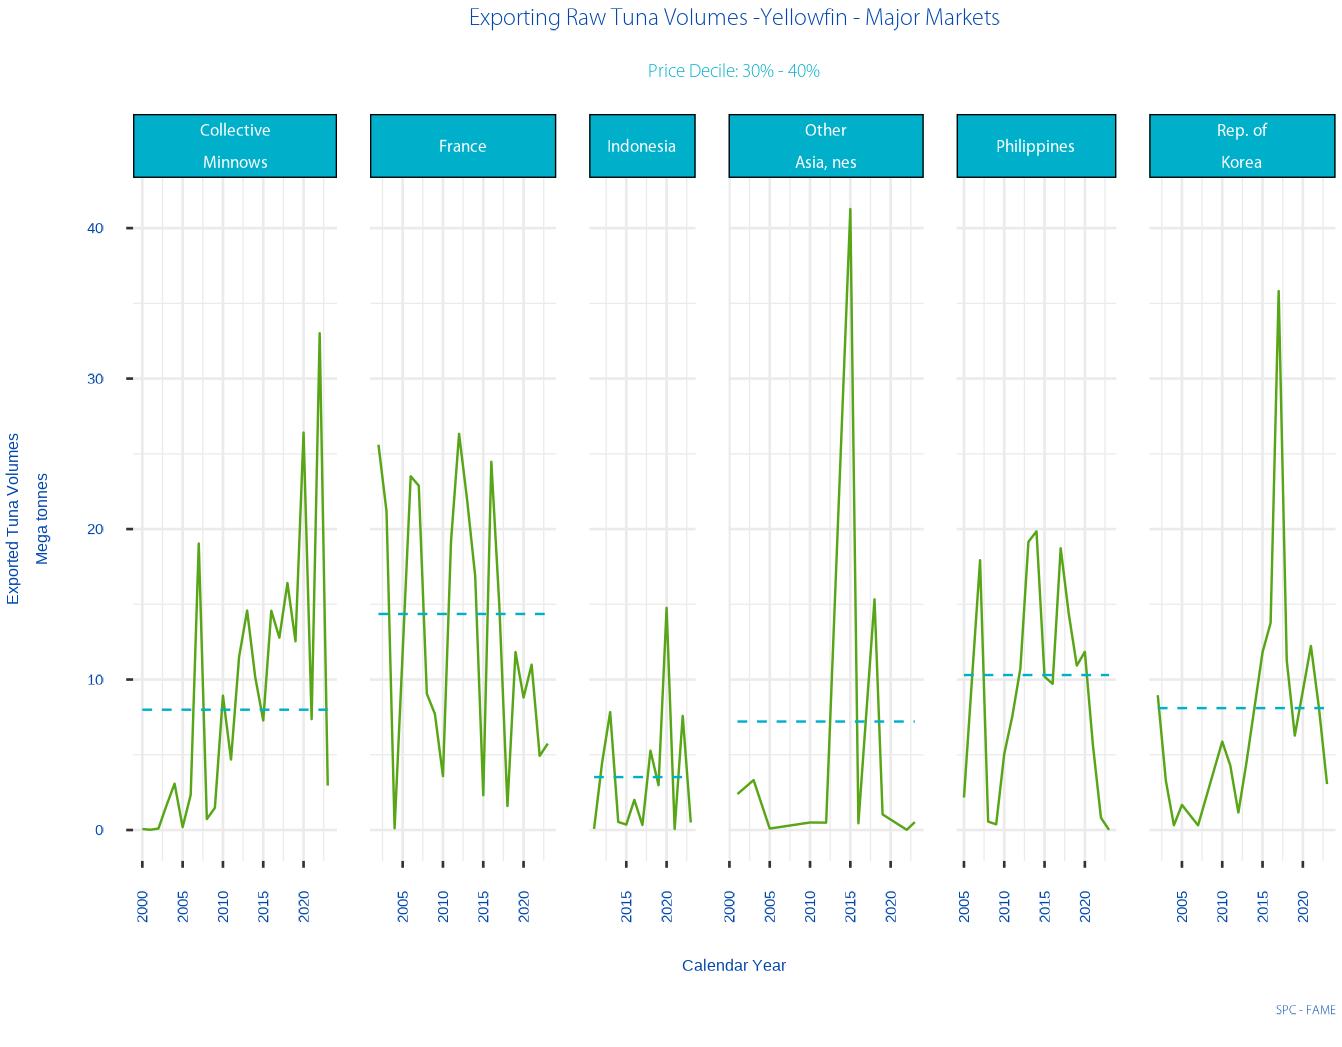 Exporting Raw Tuna Volumes -Yellowfin - Major Markets
Price Decile: 30% - 40%
Collective
Minnows
France
Indonesia
Other
Asia, nes
Philippines
Rep. of
Korea
Exported Tuna Volumes
Mega tonnes
40
30
20
10
0
2000 2005 2010 2015 2020
2005 2010 2015 2020
2015 2020
2000 2005 2010 2015 2020
2005 2010 2015 2020
2005 2010 2015 2020
Calendar Year
SPC - FAME